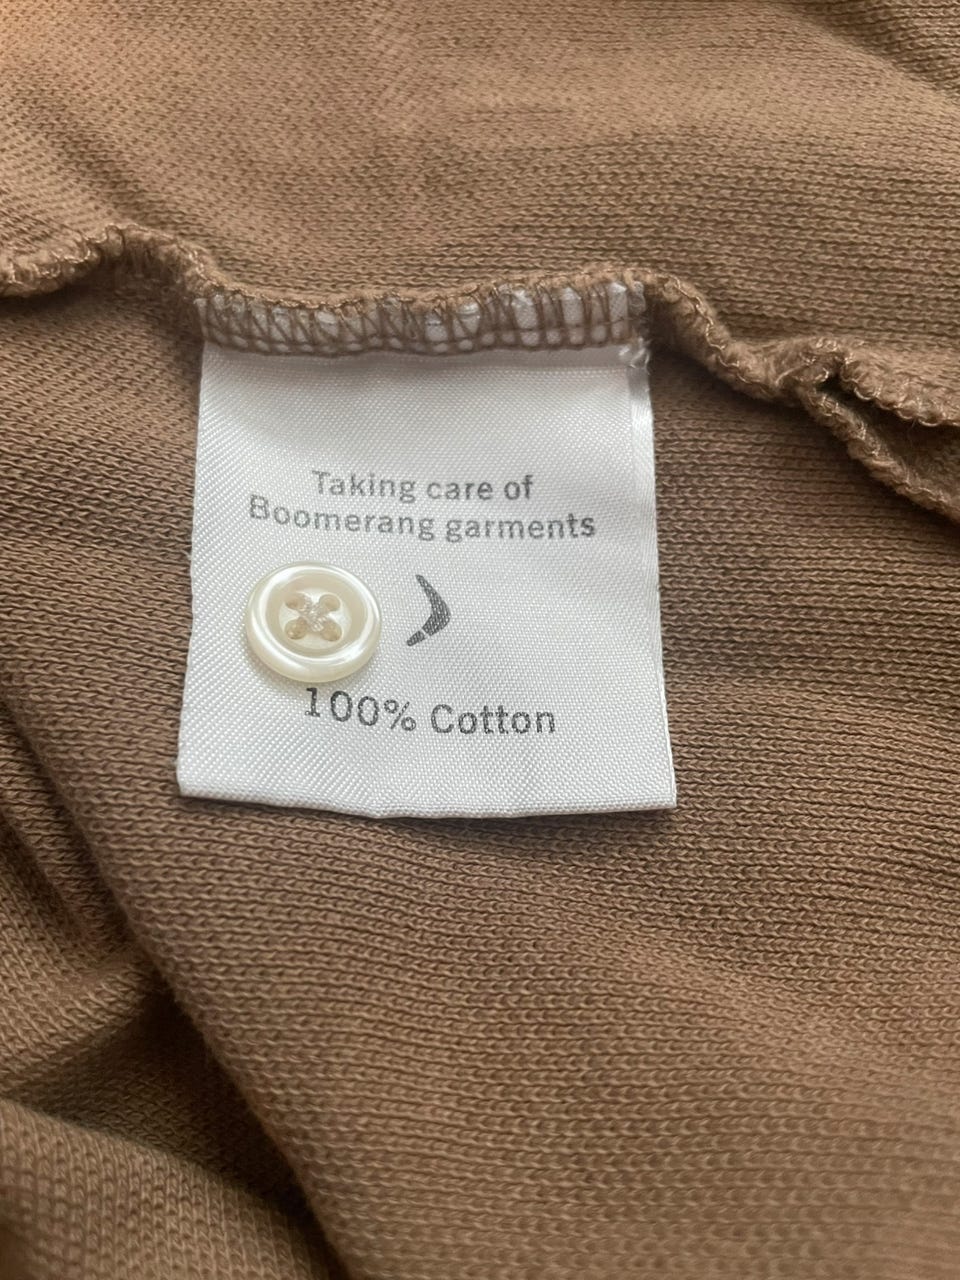 Taking care of
Boomerang garments
100% Cotton